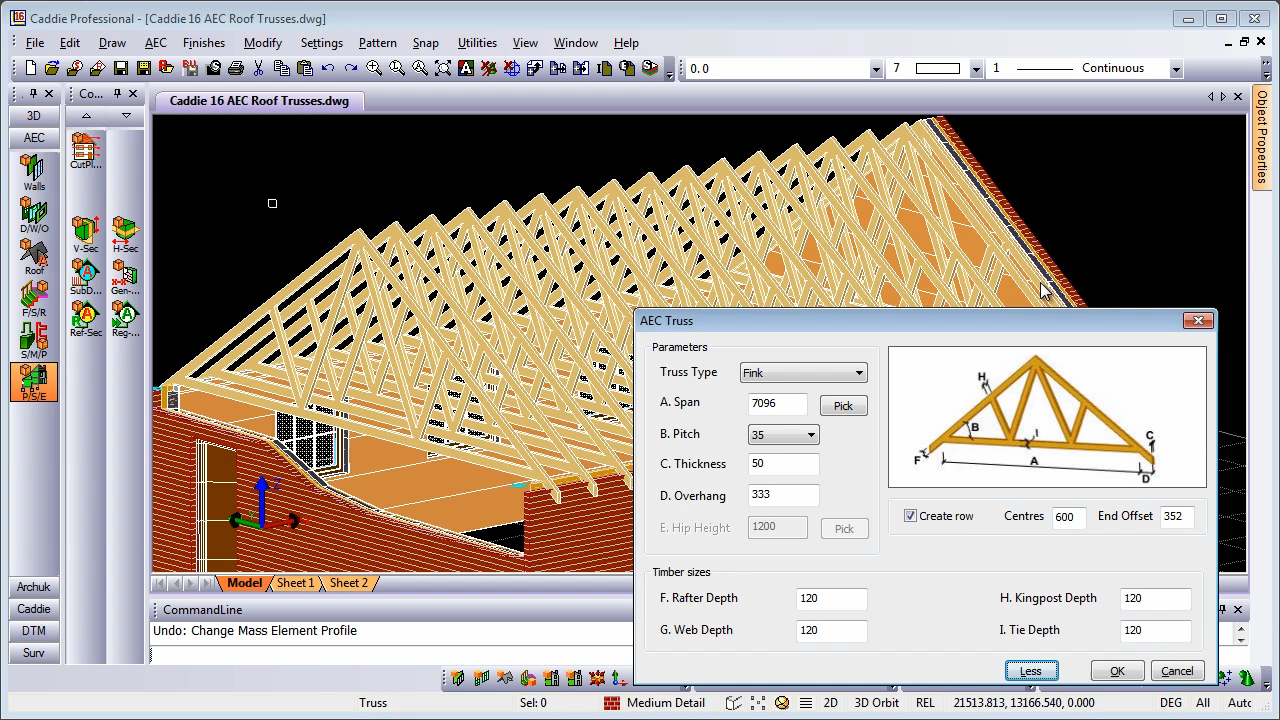 16 Caddie Professional - [Caddie 16 AEC Roof Trusses.dwg]
File Edit Draw AEC Finishes Modify Settings Pattern Snap Utilities View Window Help
0. 0 7 1 Continuous
Co...
Caddie 16 AEC Roof Trusses.dwg
3D
AEC
Walls
D/W/O
Roof
F/S/R
S/M/P
P/S/E
Archuk
Caddie
DTM
Surv
CutPl...
V-Sec H-Sec
SubD... Gen-...
Ref-Sec Reg-...
Object Properties
AEC Truss
Parameters
Truss Type Fink
A. Span 7096 Pick
B. Pitch 35
C. Thickness 50
D. Overhang 333
E. Hip Height 1200 Pick
H
B
I
C
F
A
D
Create row Centres 600 End Offset 352
Timber sizes
F. Rafter Depth 120 H. Kingpost Depth 120
G. Web Depth 120 I. Tie Depth 120
Less OK Cancel
Model Sheet 1 Sheet 2
CommandLine
Undo: Change Mass Element Profile
Truss Sel: 0 Medium Detail 2D 3D Orbit REL 21513.813, 13166.540, 0.000 DEG All Auto